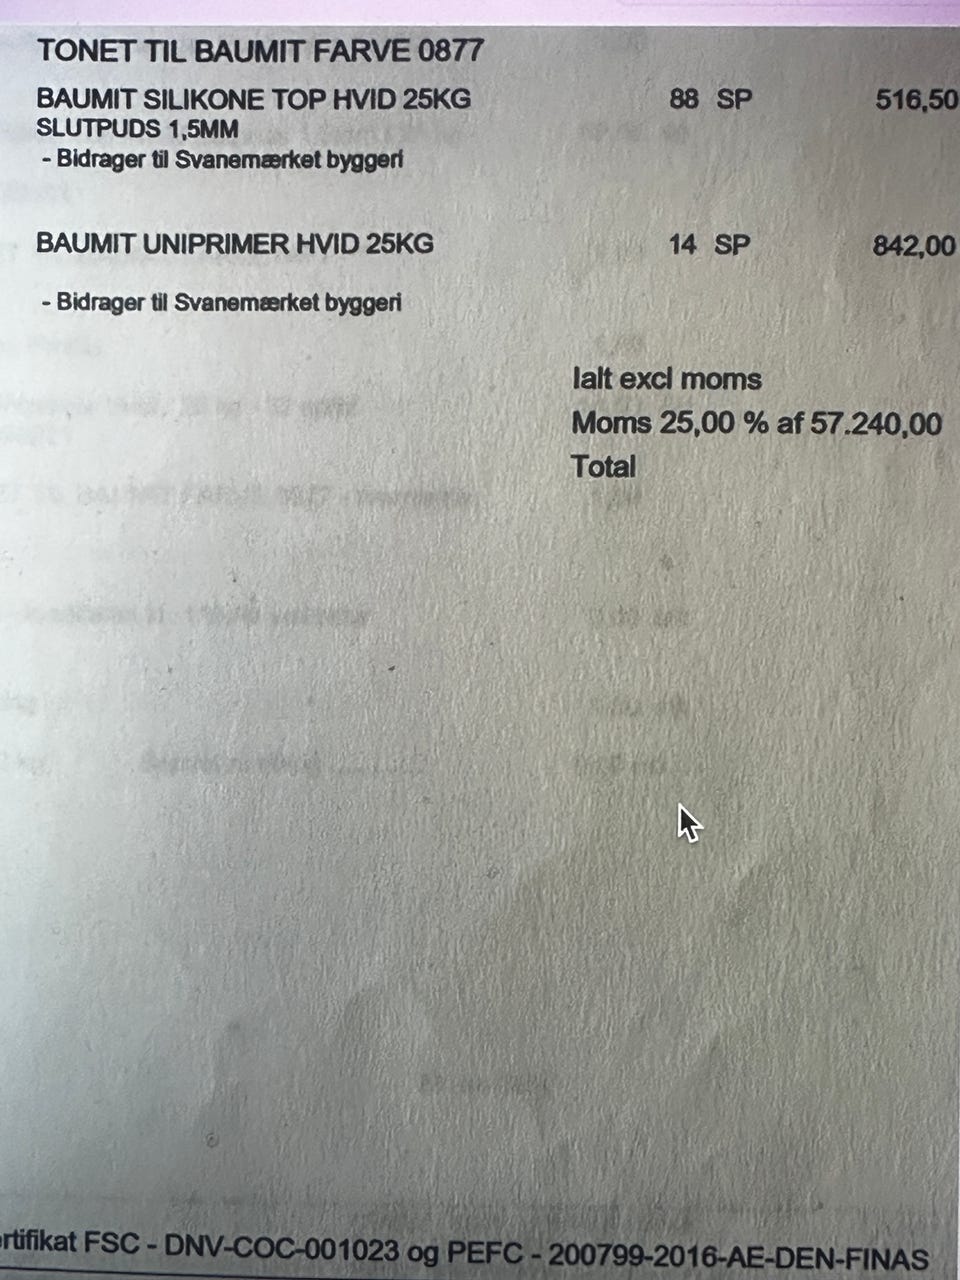 TONET TIL BAUMIT FARVE 0877
BAUMIT SILIKONE TOP HVID 25KG 88 SP 516,50
SLUTPUDS 1,5MM
- Bidrager til Svanemærket byggeri
BAUMIT UNIPRIMER HVID 25KG 14 SP 842,00
- Bidrager til Svanemærket byggeri
Ialt excl moms
Moms 25,00 % af 57.240,00
Total
rtifikat FSC - DNV-COC-001023 og PEFC - 200799-2016-AE-DEN-FINAS